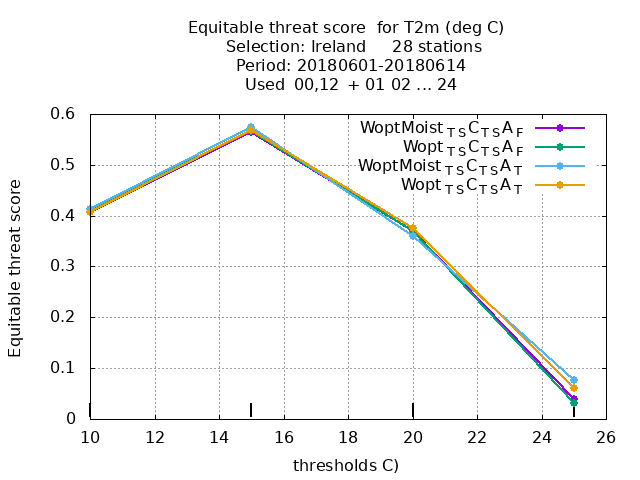 Equitable threat score  for T2m (deg C)
Selection: Ireland     28 stations
Period: 20180601-20180614
Used  00,12  + 01 02 ... 24
WoptMoist TS C TS A F
Wopt TS C TS A F
WoptMoist TS C TS A T
Wopt TS C TS A T
Equitable threat score
0.6
0.5
0.4
0.3
0.2
0.1
0
10 12 14 16 18 20 22 24 26
thresholds C)